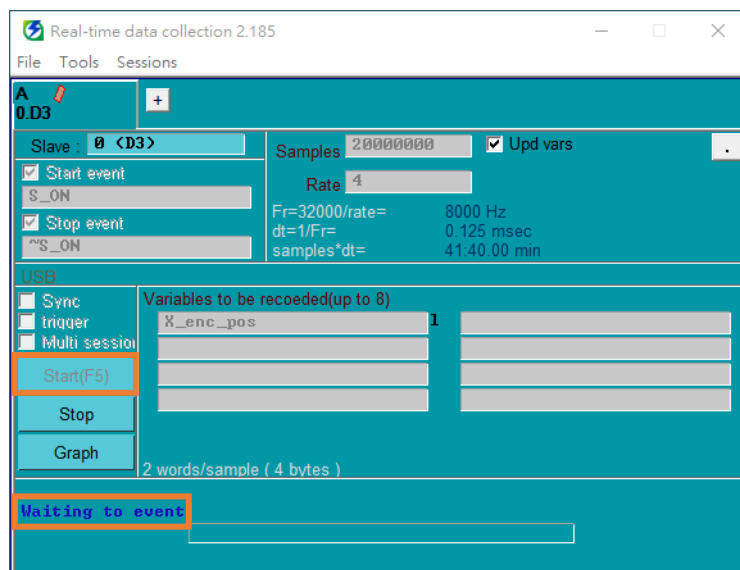 Real-time data collection 2.185
File Tools Sessions
A
0.D3
+
Slave : 0 (D3)
Start event
S_ON
Stop event
~S_ON
Samples 20000000
Upd vars
.
Rate 4
Fr=32000/rate= 8000 Hz
dt=1/Fr= 0.125 msec
samples*dt= 41:40.00 min
USB
Sync
trigger
Multi session
Variables to be recoeded(up to 8)
X_enc_pos 1
Start(F5)
Stop
Graph
2 words/sample ( 4 bytes )
Waiting to event